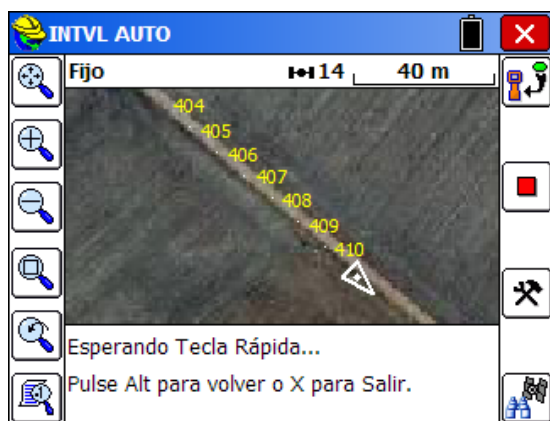 INTVL AUTO
Fijo 14 40 m
404
405
406
407
408
409
410
Esperando Tecla Rápida...
Pulse Alt para volver o X para Salir.